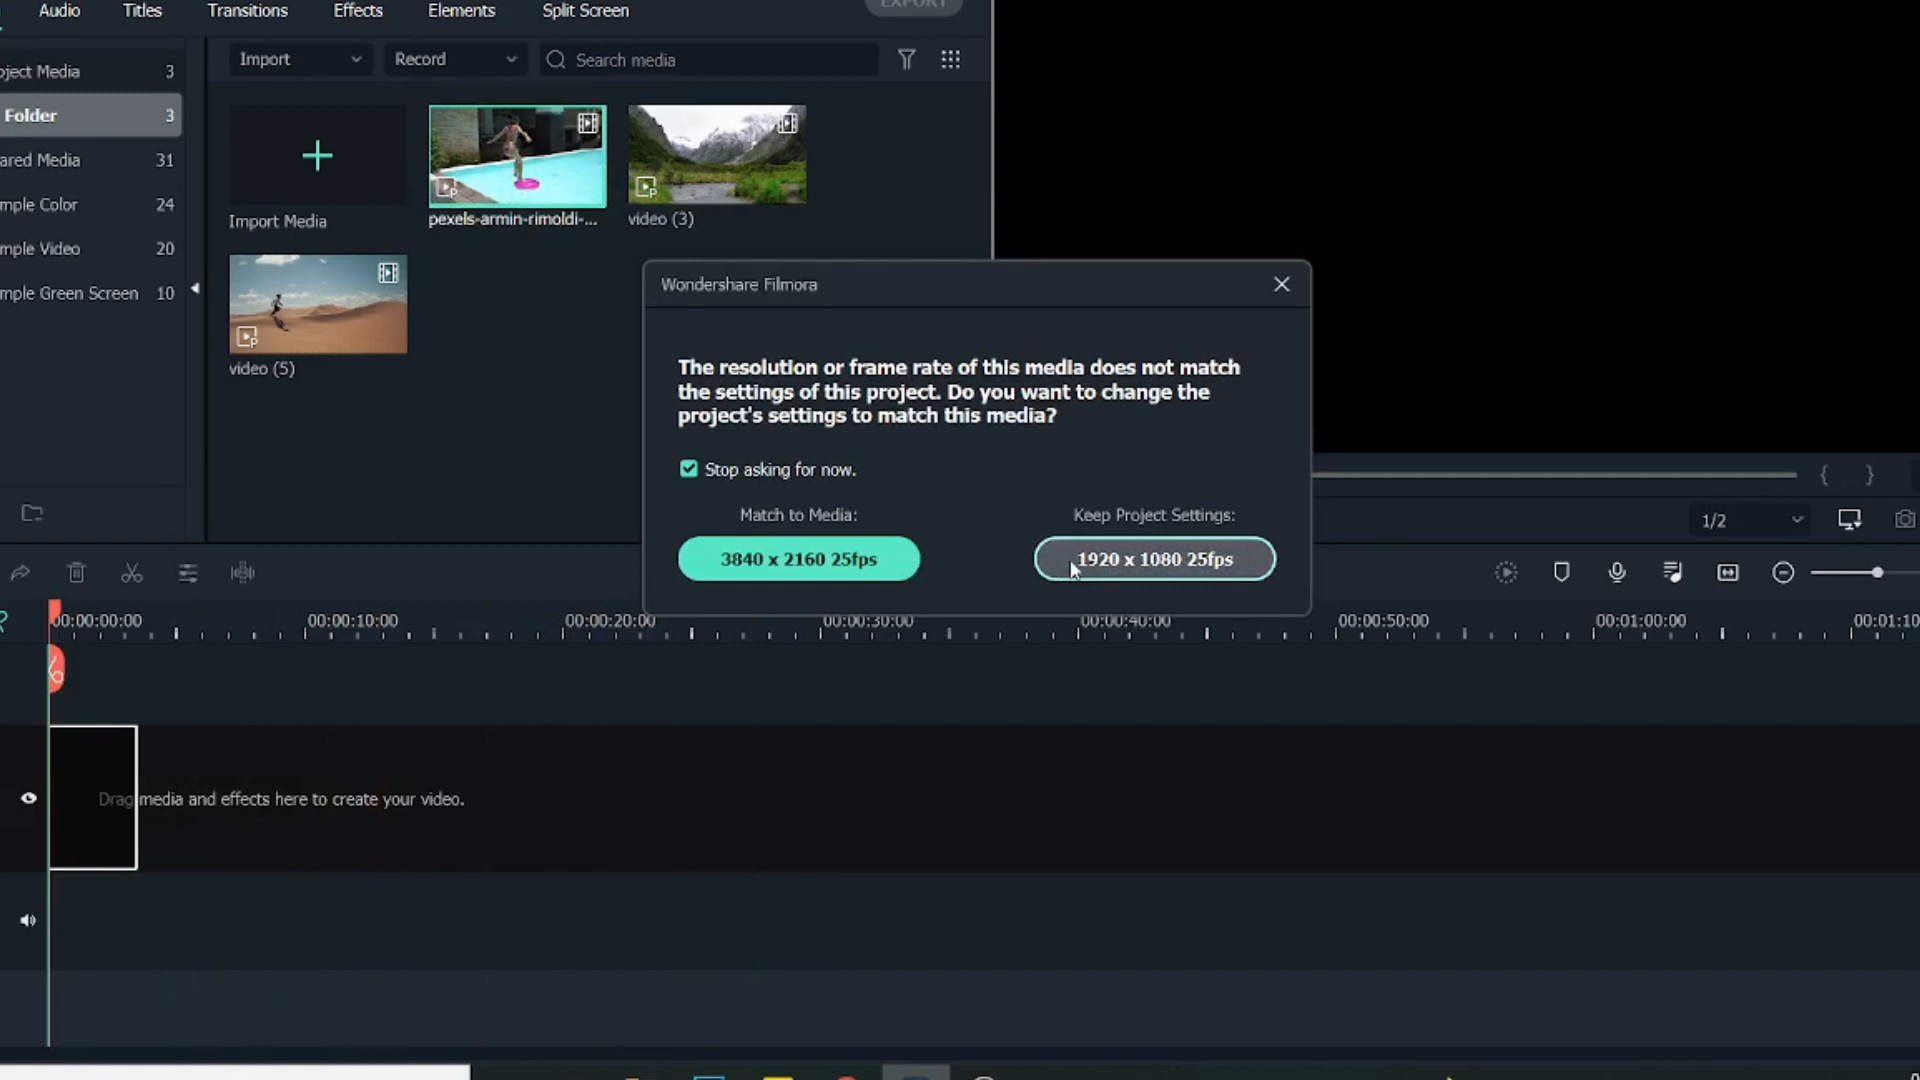 Audio
Titles
Transitions
Effects
Elements
Split Screen
EXPORT
Import
Record
Search media
oject Media 3
Folder 3
ared Media 31
mple Color 24
mple Video 20
mple Green Screen 10
Import Media
pexels-armin-rimoldi-...
video (3)
video (5)
Wondershare Filmora
The resolution or frame rate of this media does not match
the settings of this project. Do you want to change the
project's settings to match this media?
Stop asking for now.
Match to Media:
Keep Project Settings:
3840 x 2160 25fps
1920 x 1080 25fps
1/2
00:00:00:00
00:00:10:00
00:00:20:00
00:00:30:00
00:00:40:00
00:00:50:00
00:01:00:00
00:01:10
Drag media and effects here to create your video.